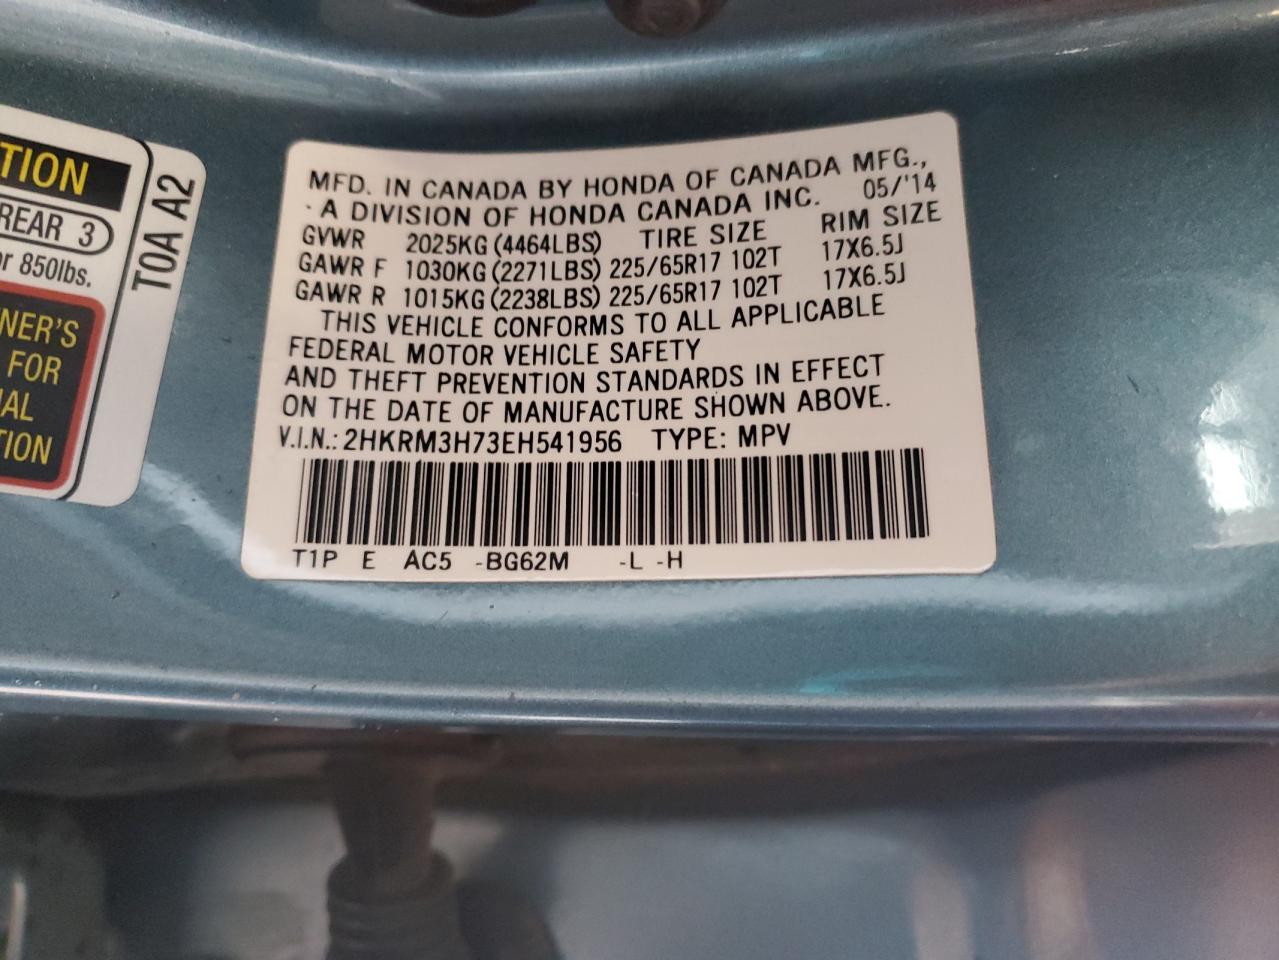 TION
REAR 3
or 850lbs.
NER'S
FOR
IAL
TION
TOA A2
MFD. IN CANADA BY HONDA OF CANADA MFG.,
A DIVISION OF HONDA CANADA INC. 05/'14
GVWR 2025KG (4464LBS) TIRE SIZE RIM SIZE
GAWR F 1030KG (2271LBS) 225/65R17 102T 17X6.5J
GAWR R 1015KG (2238LBS) 225/65R17 102T 17X6.5J
THIS VEHICLE CONFORMS TO ALL APPLICABLE
FEDERAL MOTOR VEHICLE SAFETY
AND THEFT PREVENTION STANDARDS IN EFFECT
ON THE DATE OF MANUFACTURE SHOWN ABOVE.
V.I.N.: 2HKRM3H73EH541956 TYPE: MPV
T1P E AC5 -BG62M -L -H